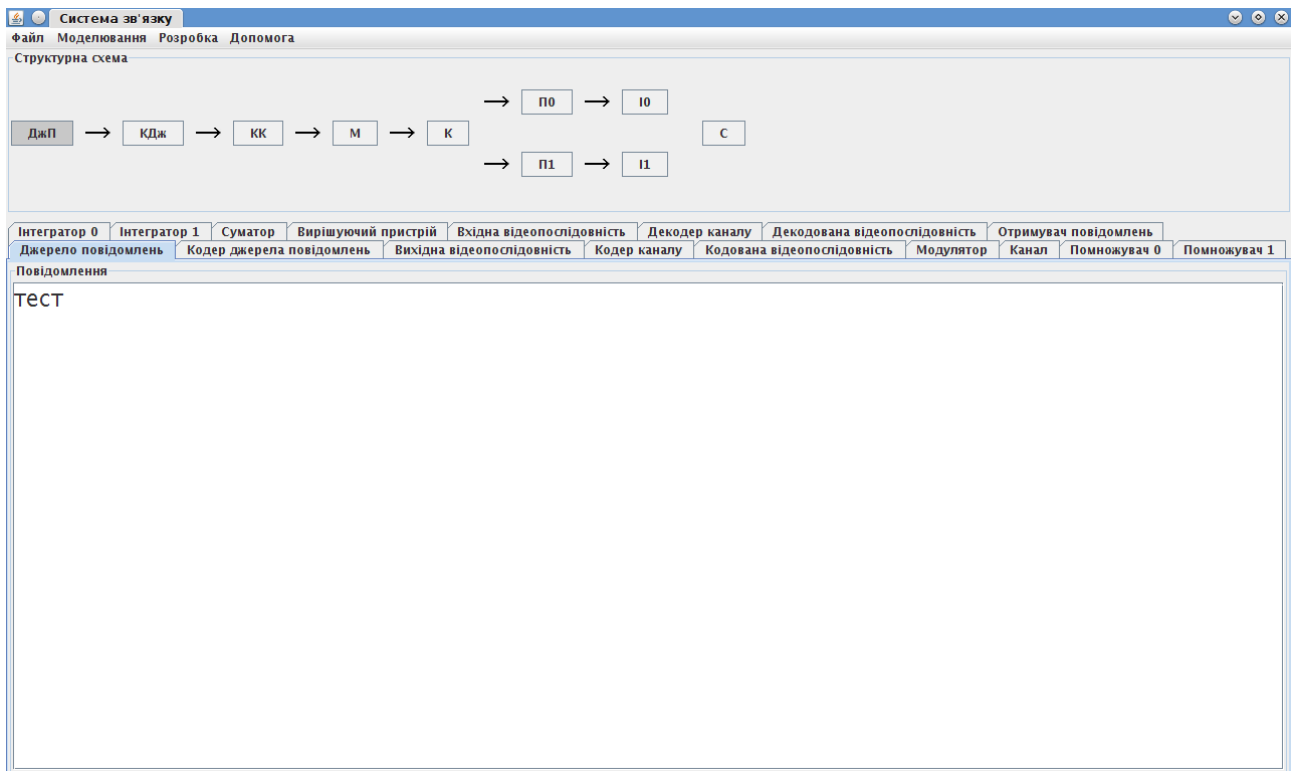 Система зв'язку
Файл Моделювання Розробка Допомога
Структурна схема
П0 І0
ДжП КДж КК М К С
П1 І1
Інтегратор 0 Інтегратор 1 Суматор Вирішуючий пристрій Вхідна відеопослідовність Декодер каналу Декодована відеопослідовність Отримувач повідомлень
Джерело повідомлень Кодер джерела повідомлень Вихідна відеопослідовність Кодер каналу Кодована відеопослідовність Модулятор Канал Помножувач 0 Помножувач 1
Повідомлення
тест